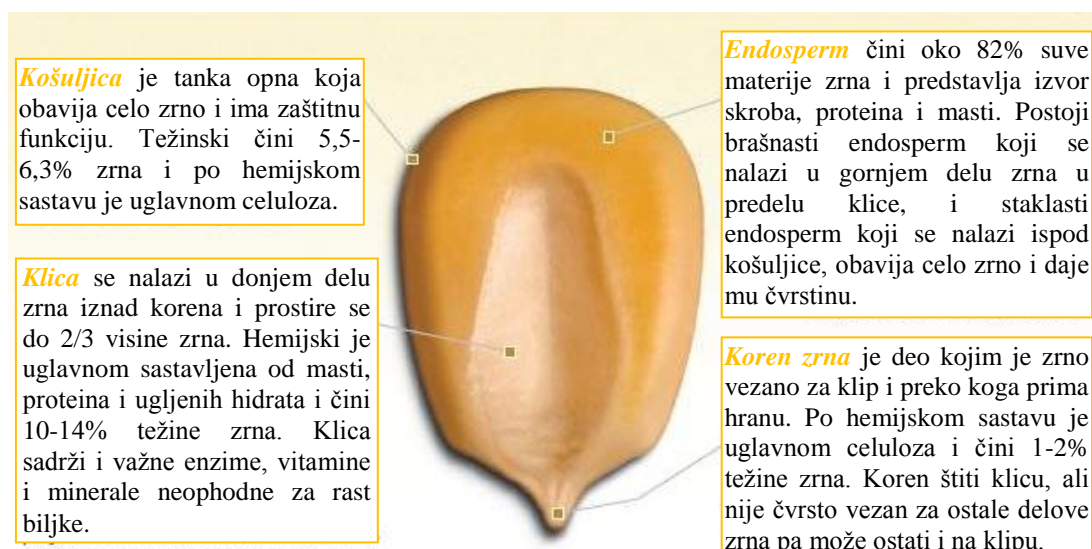 Košuljica je tanka opna koja
obavija celo zrno i ima zaštitnu
funkciju. Težinski čini 5,5-
6,3% zrna i po hemijskom
sastavu je uglavnom celuloza.
Klica se nalazi u donjem delu
zrna iznad korena i prostire se
do 2/3 visine zrna. Hemijski je
uglavnom sastavljena od masti,
proteina i ugljenih hidrata i čini
10-14% težine zrna. Klica
sadrži i važne enzime, vitamine
i minerale neophodne za rast
biljke.
Endosperm čini oko 82% suve
materije zrna i predstavlja izvor
skroba, proteina i masti. Postoji
brašnasti endosperm koji se
nalazi u gornjem delu zrna u
predelu klice, i staklasti
endosperm koji se nalazi ispod
košuljice, obavija celo zrno i daje
mu čvrstinu.
Koren zrna je deo kojim je zrno
vezano za klip i preko koga prima
hranu. Po hemijskom sastavu je
uglavnom celuloza i čini 1-2%
težine zrna. Koren štiti klicu, ali
nije čvrsto vezan za ostale delove
zrna pa može ostati i na klipu.